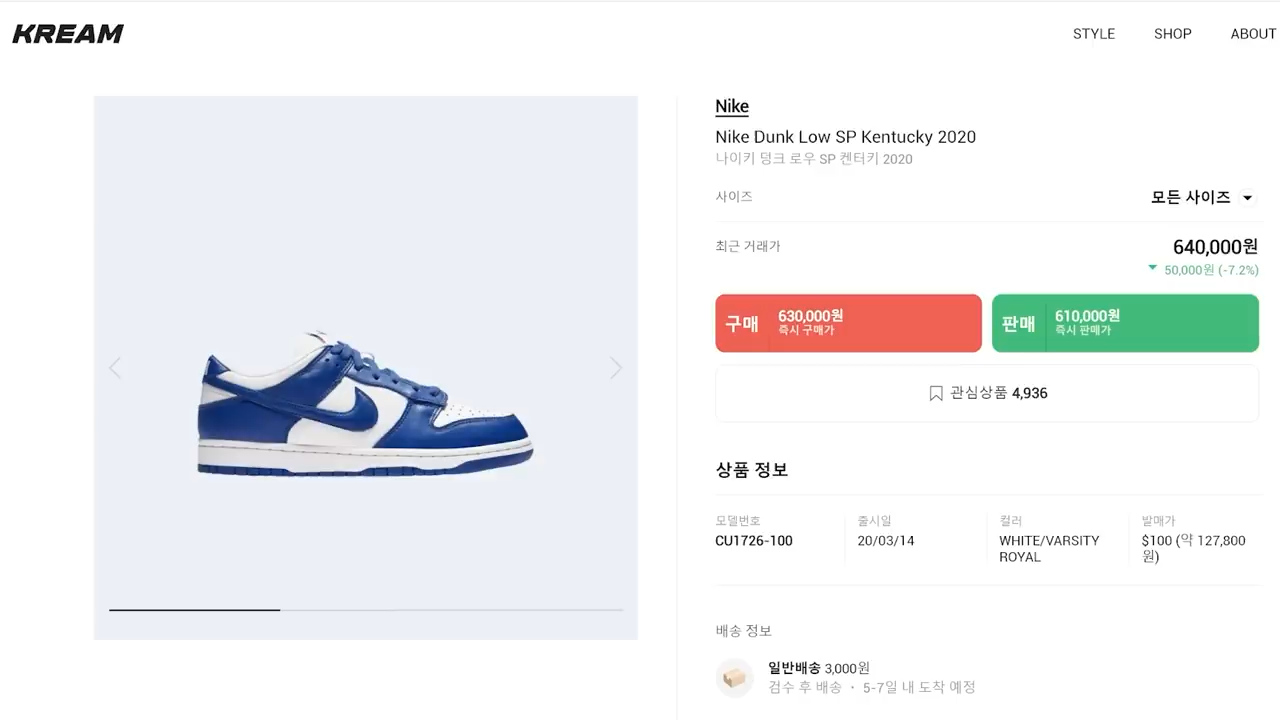 KREAM
STYLE
SHOP
ABOUT
Nike
Nike Dunk Low SP Kentucky 2020
나이키 덩크 로우 SP 켄터키 2020
사이즈
모든 사이즈
최근 거래가
640,000원
50,000원 (-7.2%)
구매
630,000원
즉시 구매가
판매
610,000원
즉시 판매가
관심상품 4,936
상품 정보
모델번호
CU1726-100
출시일
20/03/14
컬러
WHITE/VARSITY
ROYAL
발매가
$100 (약 127,800
원)
배송 정보
일반배송 3,000원
검수 후 배송 ・ 5-7일 내 도착 예정